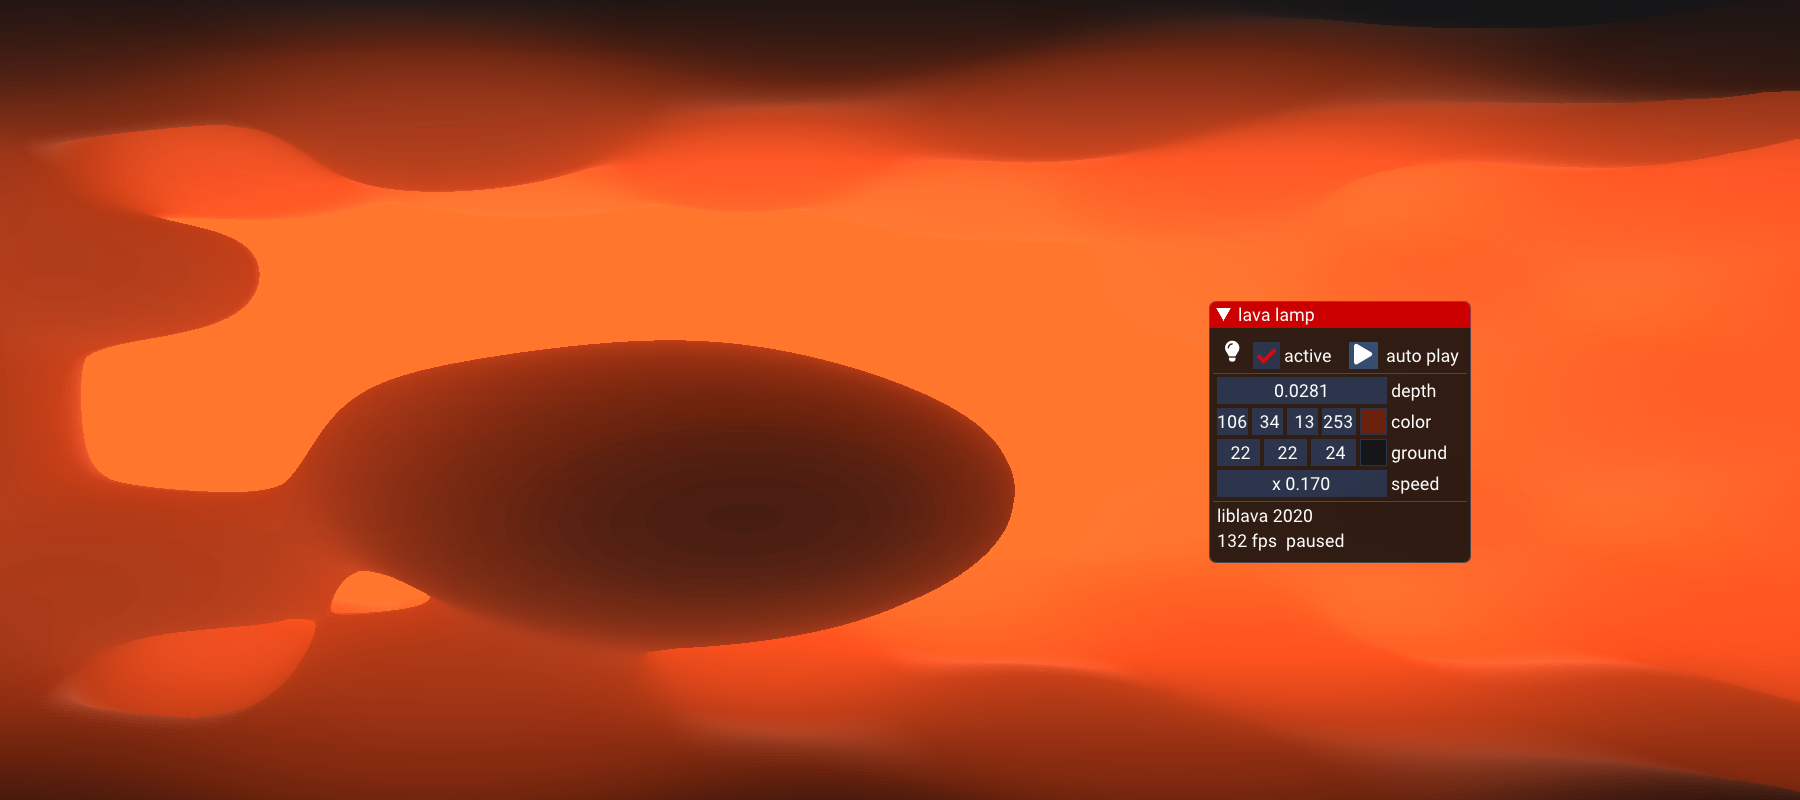 lava lamp
active auto play
0.0281 depth
106 34 13 253 color
22 22 24 ground
x 0.170 speed
liblava 2020
132 fps paused